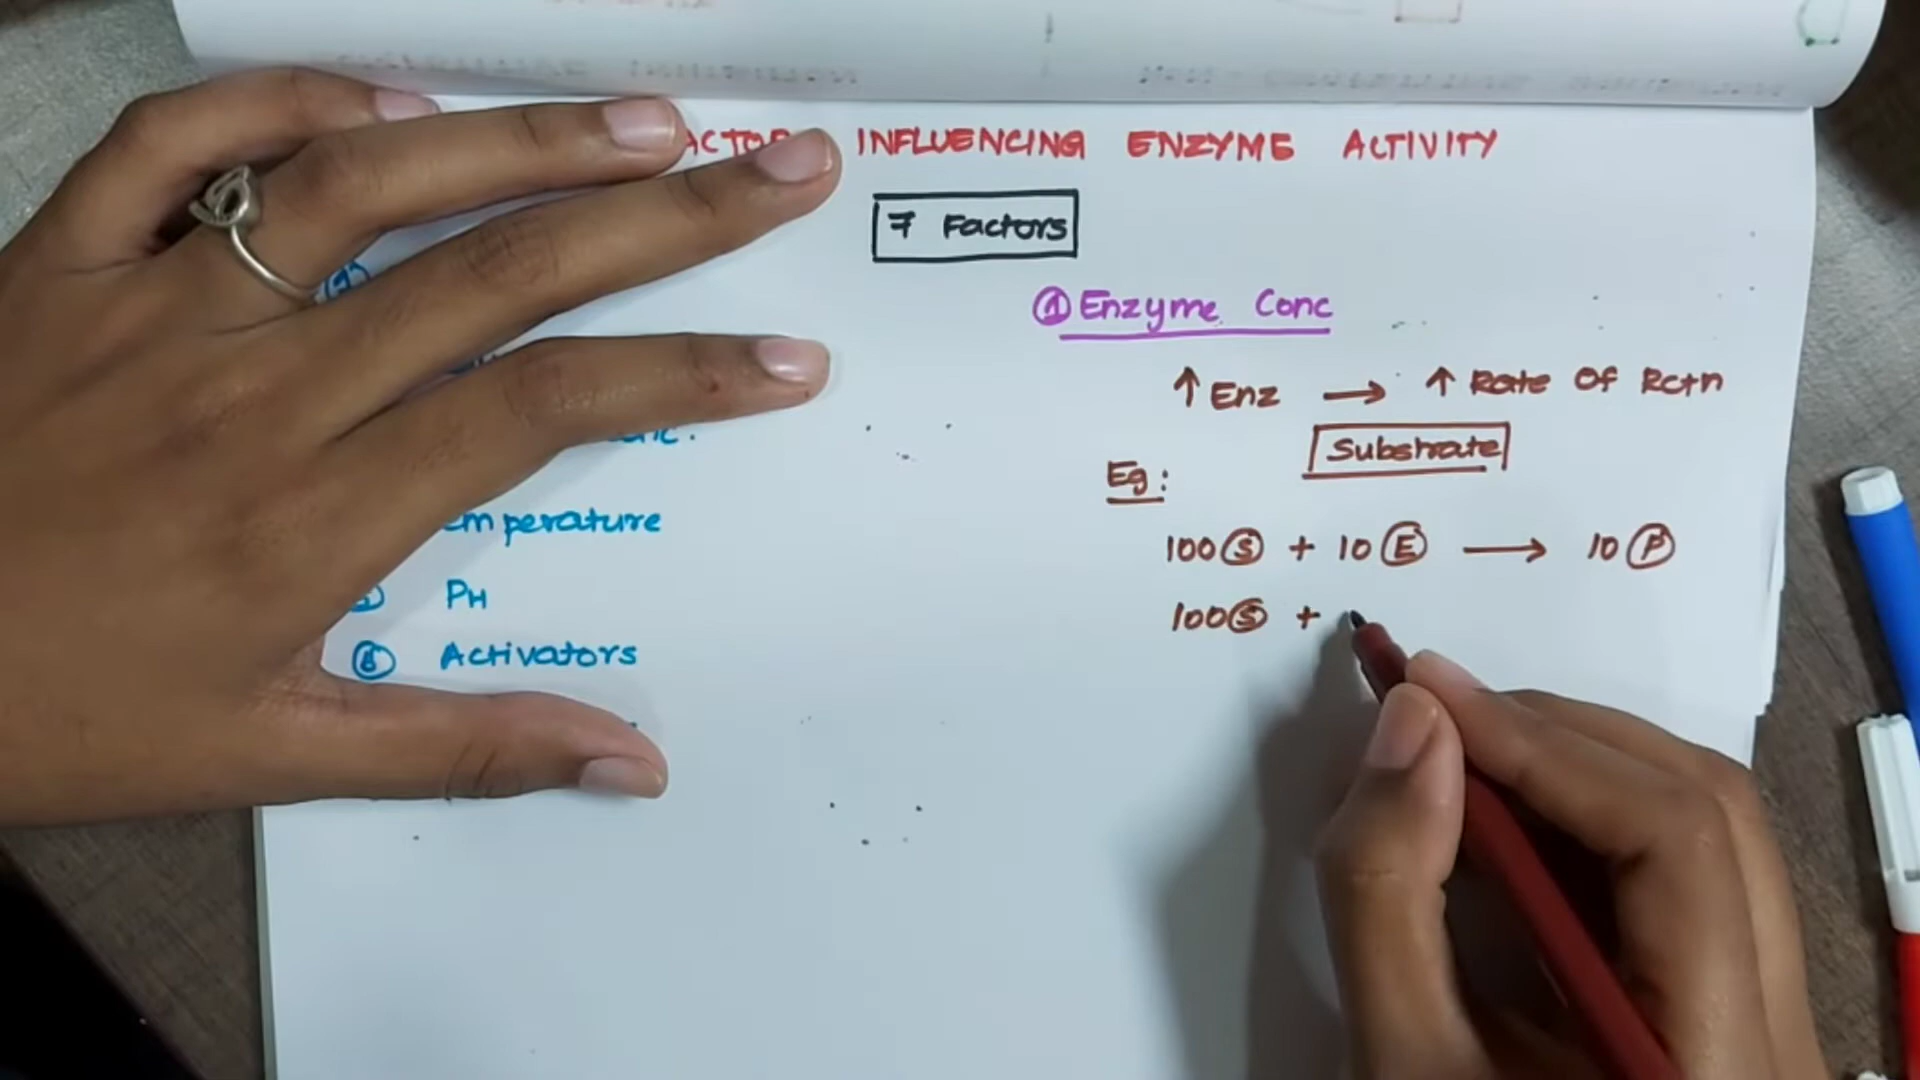 INFLUENCING ENZYME ACTIVITY
7 Factors
① Enzyme Conc
↑ Enz → ↑ Rate Of Rctn
Substrate
Eg:
100 Ⓢ + 10 Ⓔ → 10 Ⓟ
100 Ⓢ +
PH
⑥ Activators